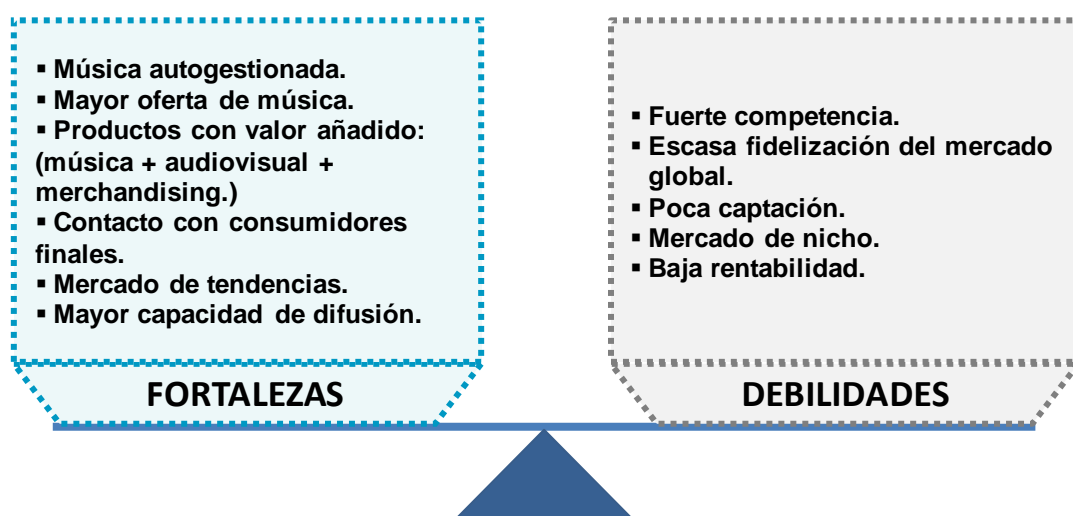 ▪ Música autogestionada.
▪ Mayor oferta de música.
▪ Productos con valor añadido:
(música + audiovisual +
merchandising.)
▪ Contacto con consumidores
finales.
▪ Mercado de tendencias.
▪ Mayor capacidad de difusión.
FORTALEZAS
▪ Fuerte competencia.
▪ Escasa fidelización del mercado
global.
▪ Poca captación.
▪ Mercado de nicho.
▪ Baja rentabilidad.
DEBILIDADES